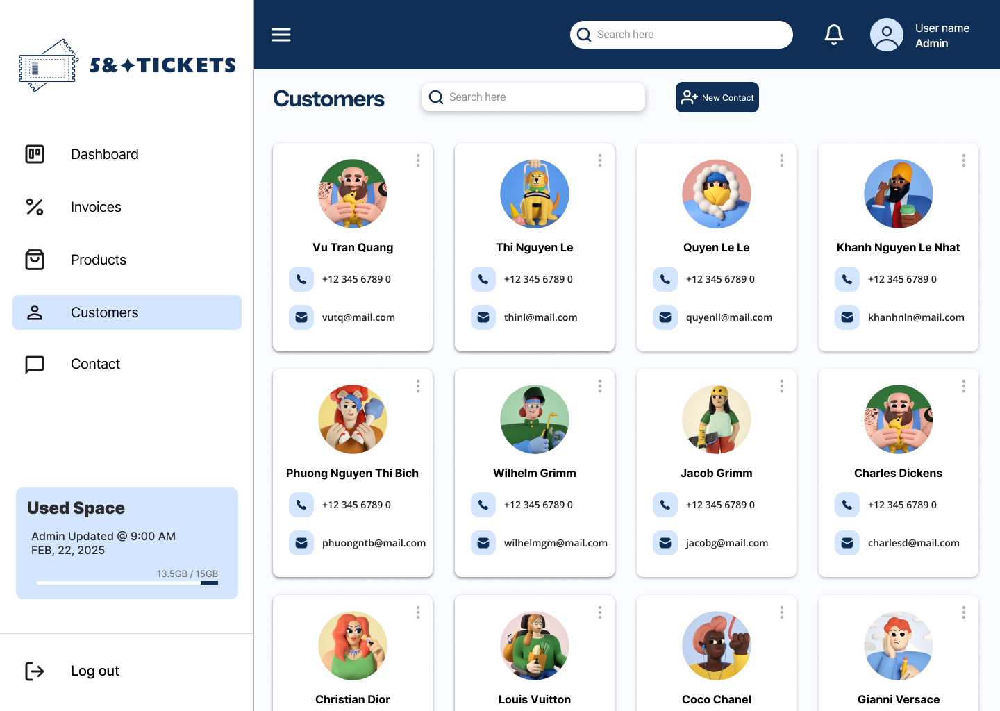 5&✦TICKETS
Dashboard
Invoices
Products
Customers
Contact
Used Space
Admin Updated @ 9:00 AM
FEB, 22, 2025
13.5GB / 15GB
Log out
Search here
User name
Admin
Customers
Search here
New Contact
Vu Tran Quang
+12 345 6789 0
vutq@mail.com
Thi Nguyen Le
+12 345 6789 0
thinl@mail.com
Quyen Le Le
+12 345 6789 0
quyenll@mail.com
Khanh Nguyen Le Nhat
+12 345 6789 0
khanhnln@mail.com
Phuong Nguyen Thi Bich
+12 345 6789 0
phuongntb@mail.com
Wilhelm Grimm
+12 345 6789 0
wilhelmgm@mail.com
Jacob Grimm
+12 345 6789 0
jacobg@mail.com
Charles Dickens
+12 345 6789 0
charlesd@mail.com
Christian Dior
Louis Vuitton
Coco Chanel
Gianni Versace